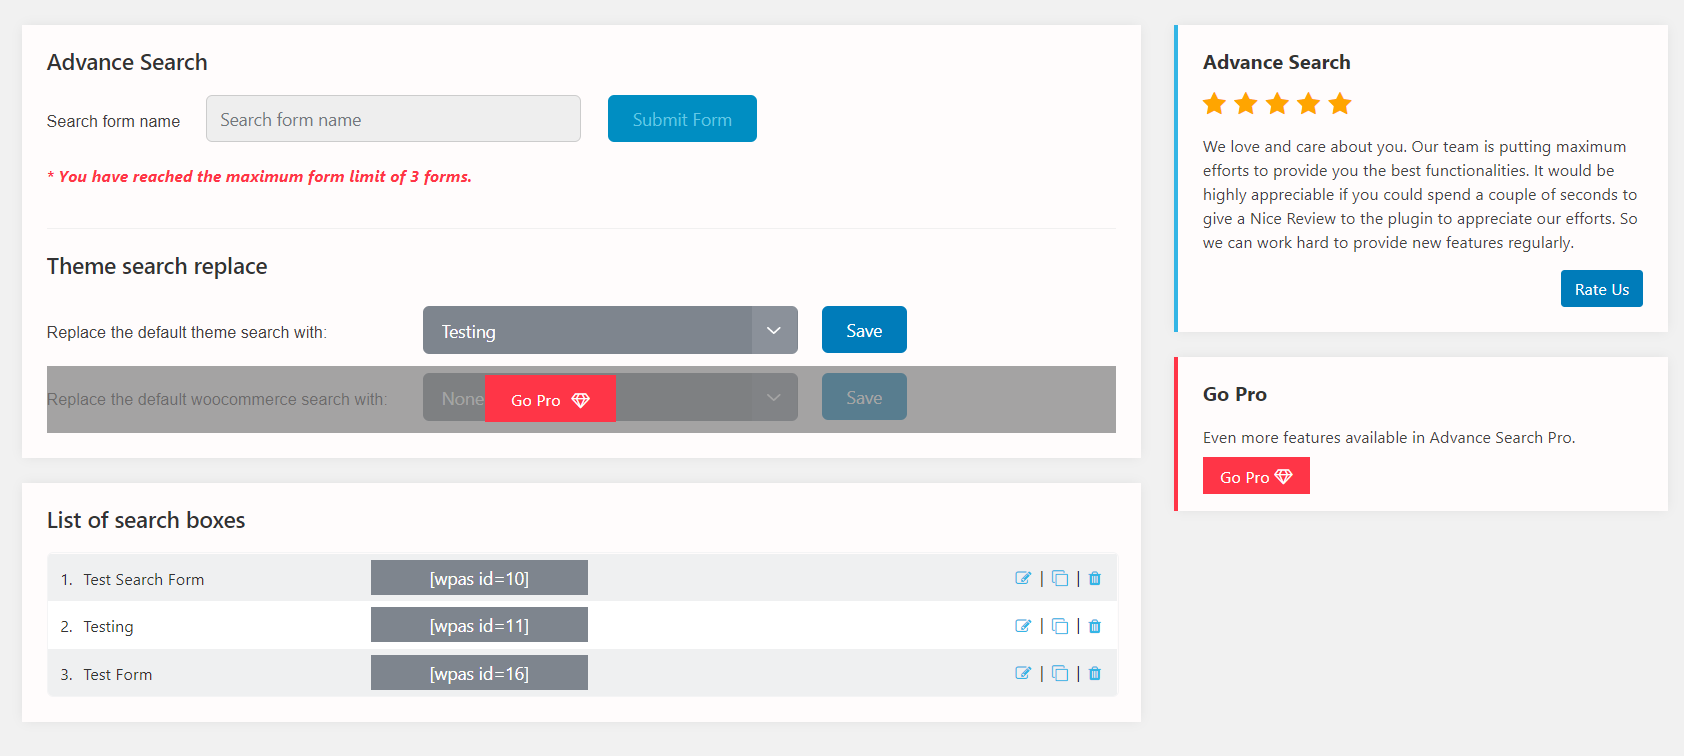 Advance Search
Search form name
Search form name
Submit Form
* You have reached the maximum form limit of 3 forms.
Theme search replace
Replace the default theme search with:
Testing
Save
Replace the default woocommerce search with:
None
Go Pro
Save
List of search boxes
1. Test Search Form [wpas id=10] | |
2. Testing [wpas id=11] | |
3. Test Form [wpas id=16] | |
Advance Search
We love and care about you. Our team is putting maximum
efforts to provide you the best functionalities. It would be
highly appreciable if you could spend a couple of seconds to
give a Nice Review to the plugin to appreciate our efforts. So
we can work hard to provide new features regularly.
Rate Us
Go Pro
Even more features available in Advance Search Pro.
Go Pro